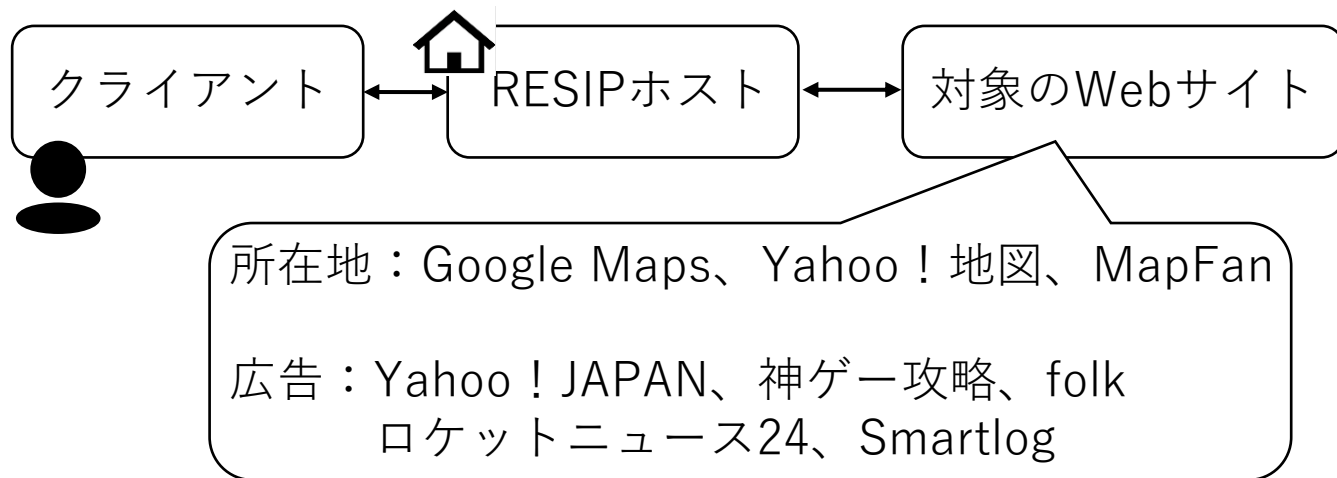 クライアント
RESIPホスト
対象のWebサイト
所在地：Google Maps、Yahoo！地図、MapFan
広告：Yahoo！JAPAN、神ゲー攻略、folk
ロケットニュース24、Smartlog